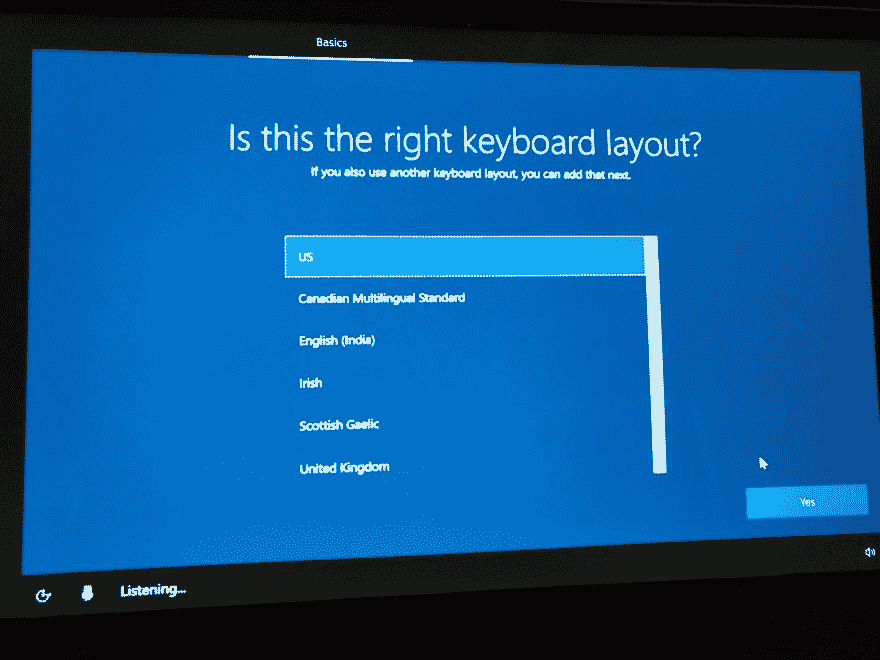 Basics
Is this the right keyboard layout?
If you also use another keyboard layout, you can add that next.
US
Canadian Multilingual Standard
English (India)
Irish
Scottish Gaelic
United Kingdom
Yes
Listening...